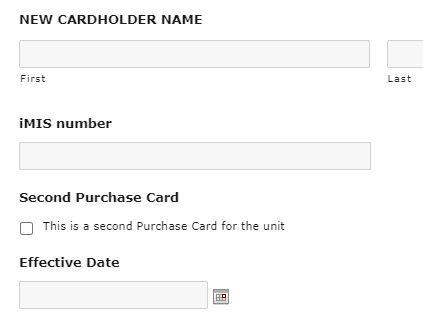 NEW CARDHOLDER NAME
First Last
iMIS number
Second Purchase Card
This is a second Purchase Card for the unit
Effective Date